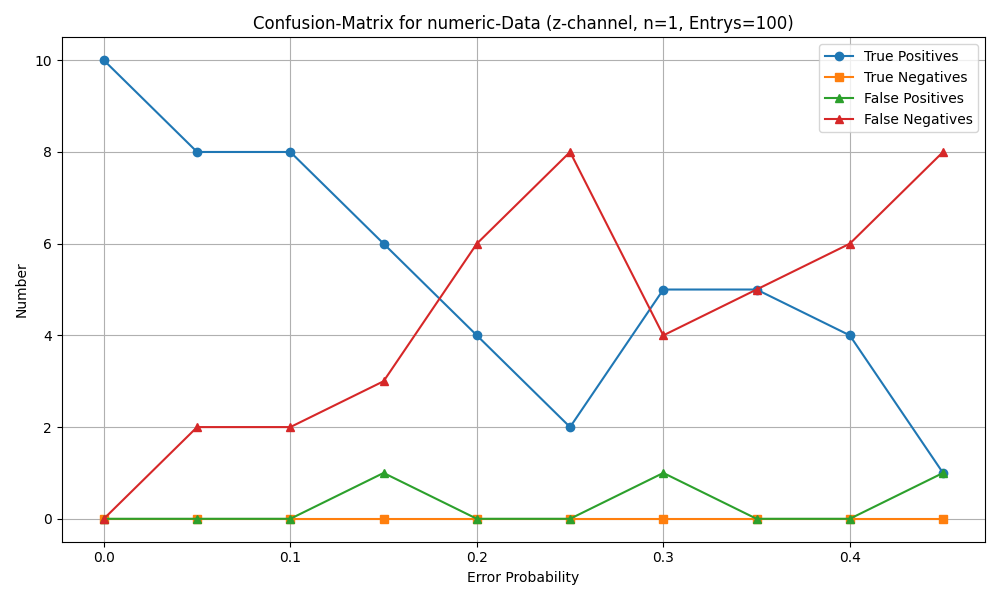 Confusion-Matrix for numeric-Data (z-channel, n=1, Entrys=100)
True Positives
True Negatives
False Positives
False Negatives
10
8
6
4
2
0
Number
0.0 0.1 0.2 0.3 0.4
Error Probability